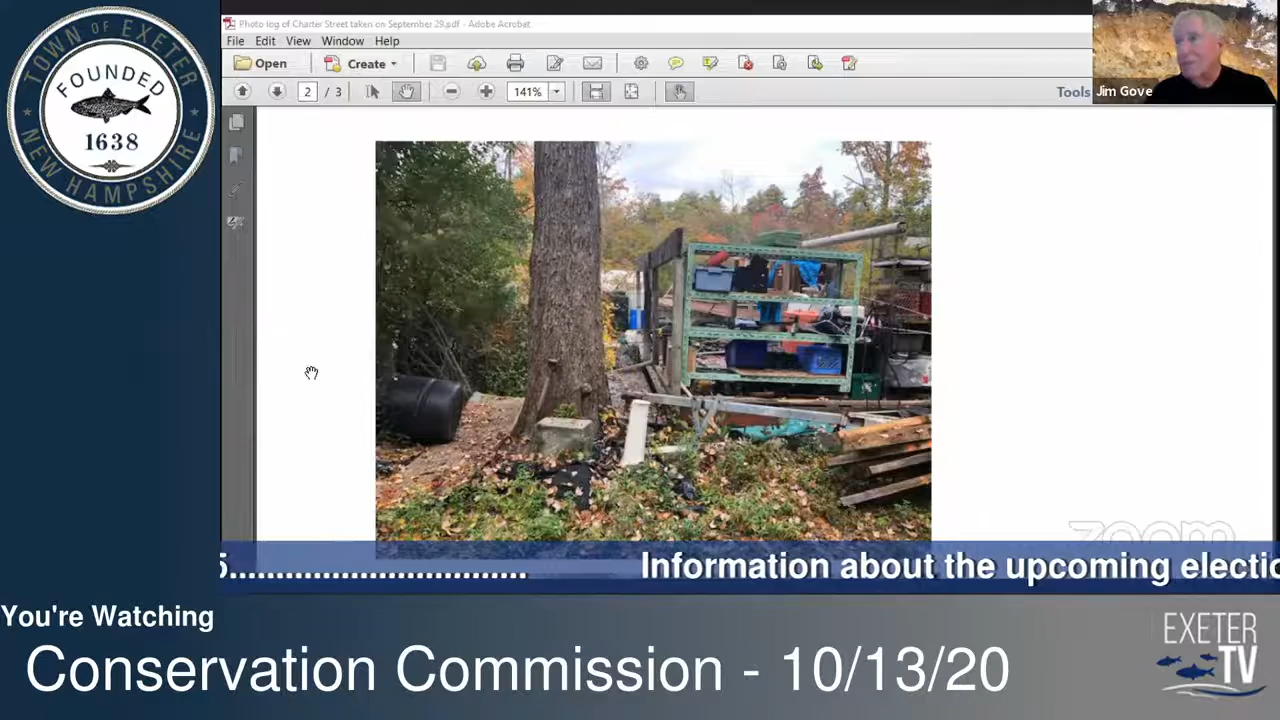 TOWN OF EXETER
FOUNDED
1638
NEW HAMPSHIRE
Photo log of Charter Street taken on September 29.pdf - Adobe Acrobat
File Edit View Window Help
Open Create
2 / 3 141% Tools
Jim Gove
zoom
5.............................. Information about the upcoming electio
You're Watching
Conservation Commission - 10/13/20
EXETER
TV